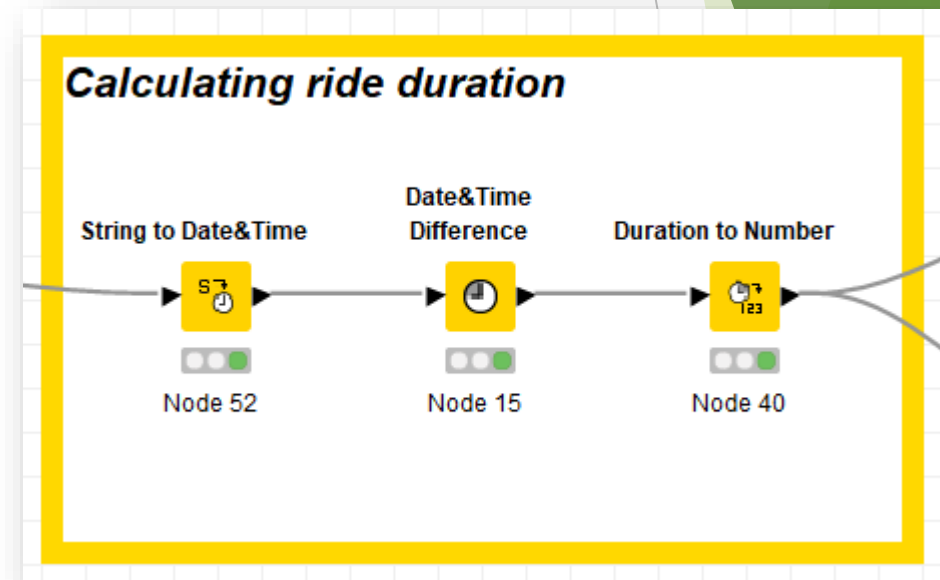 Calculating ride duration
Date&Time
String to Date&Time Difference Duration to Number
S
123
Node 52 Node 15 Node 40